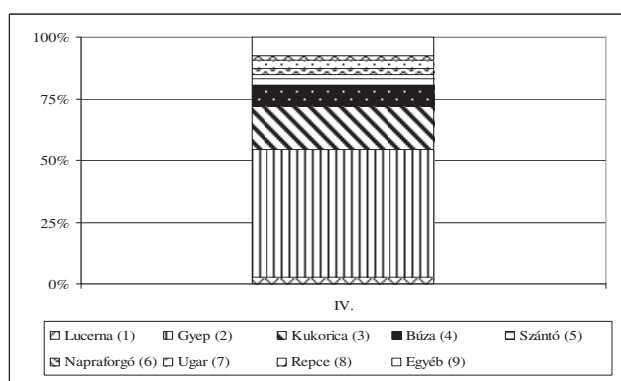 100%
75%
50%
25%
0%
IV.
Lucerna (1) Gyep (2) Kukorica (3) Búza (4) Szántó (5)
Napraforgó (6) Ugar (7) Repce (8) Egyéb (9)